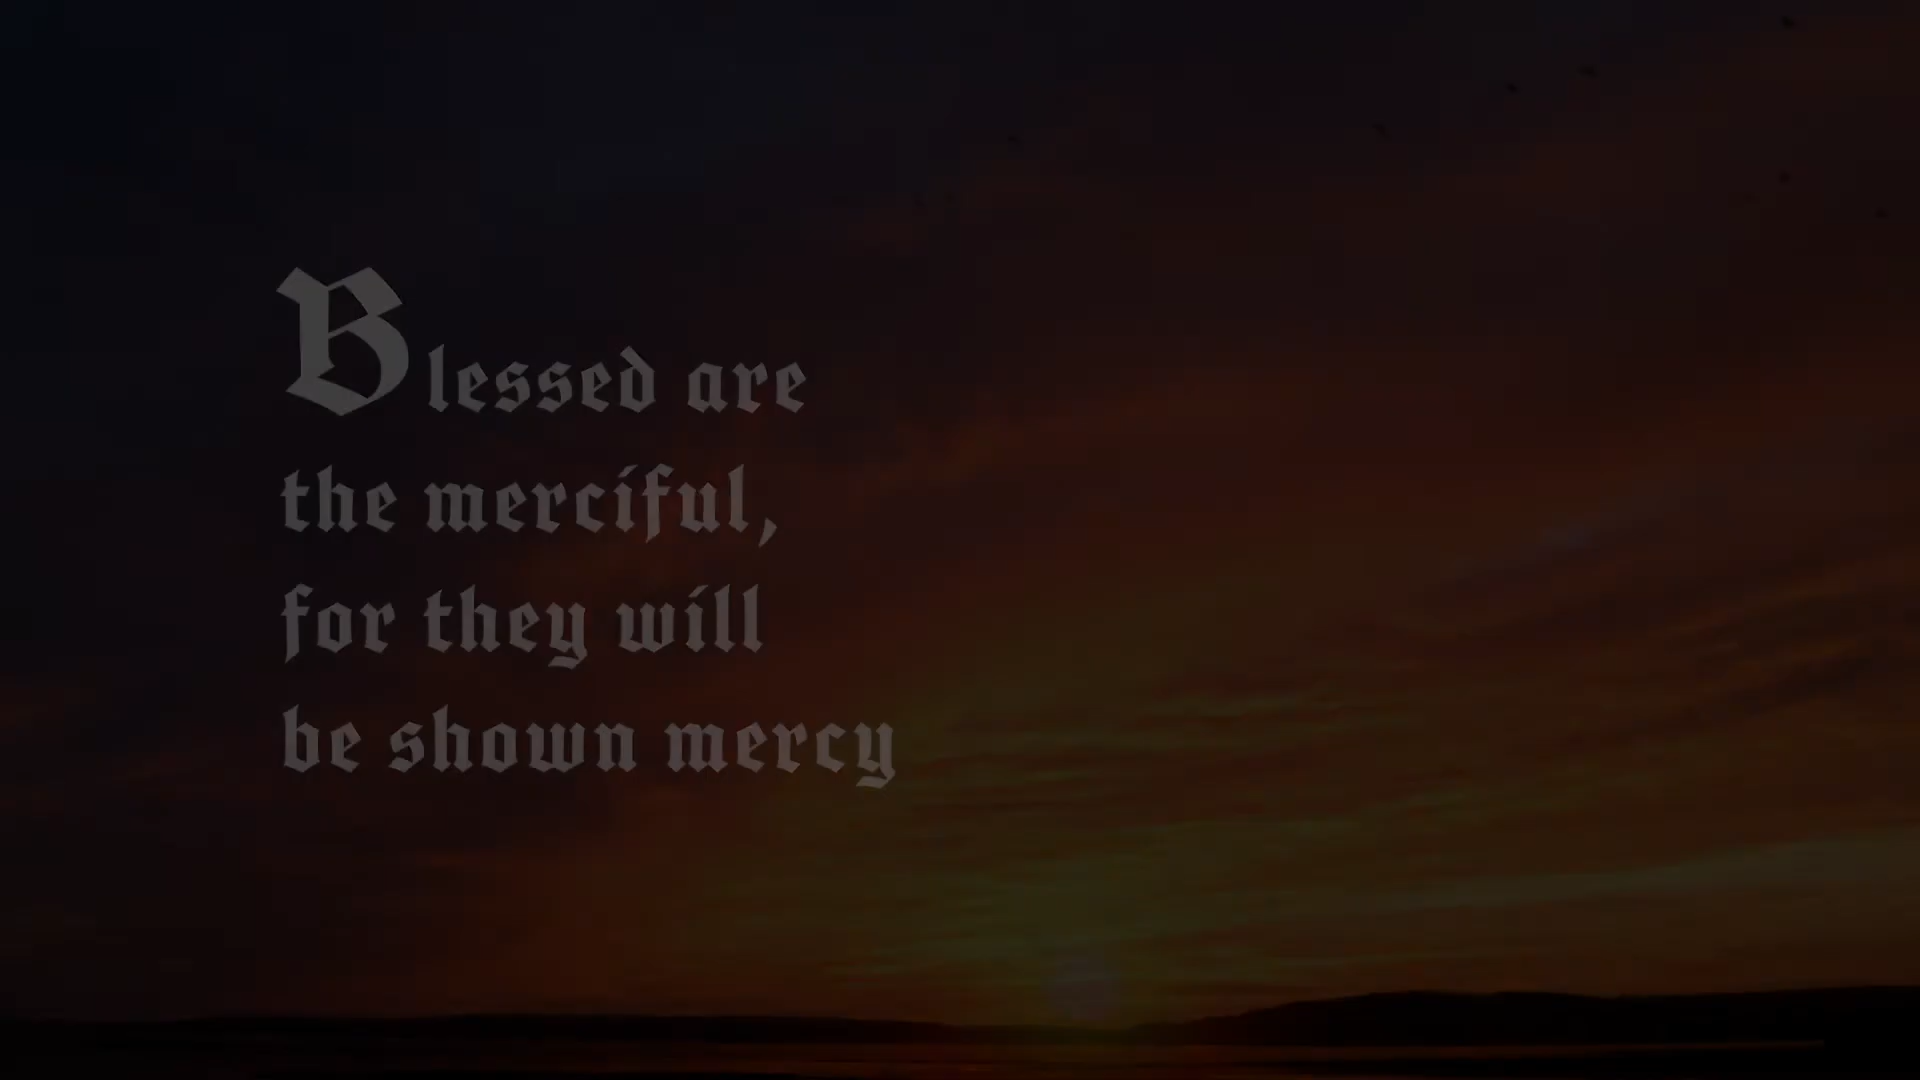 Blessed are
the merciful,
for they will
be shown mercy